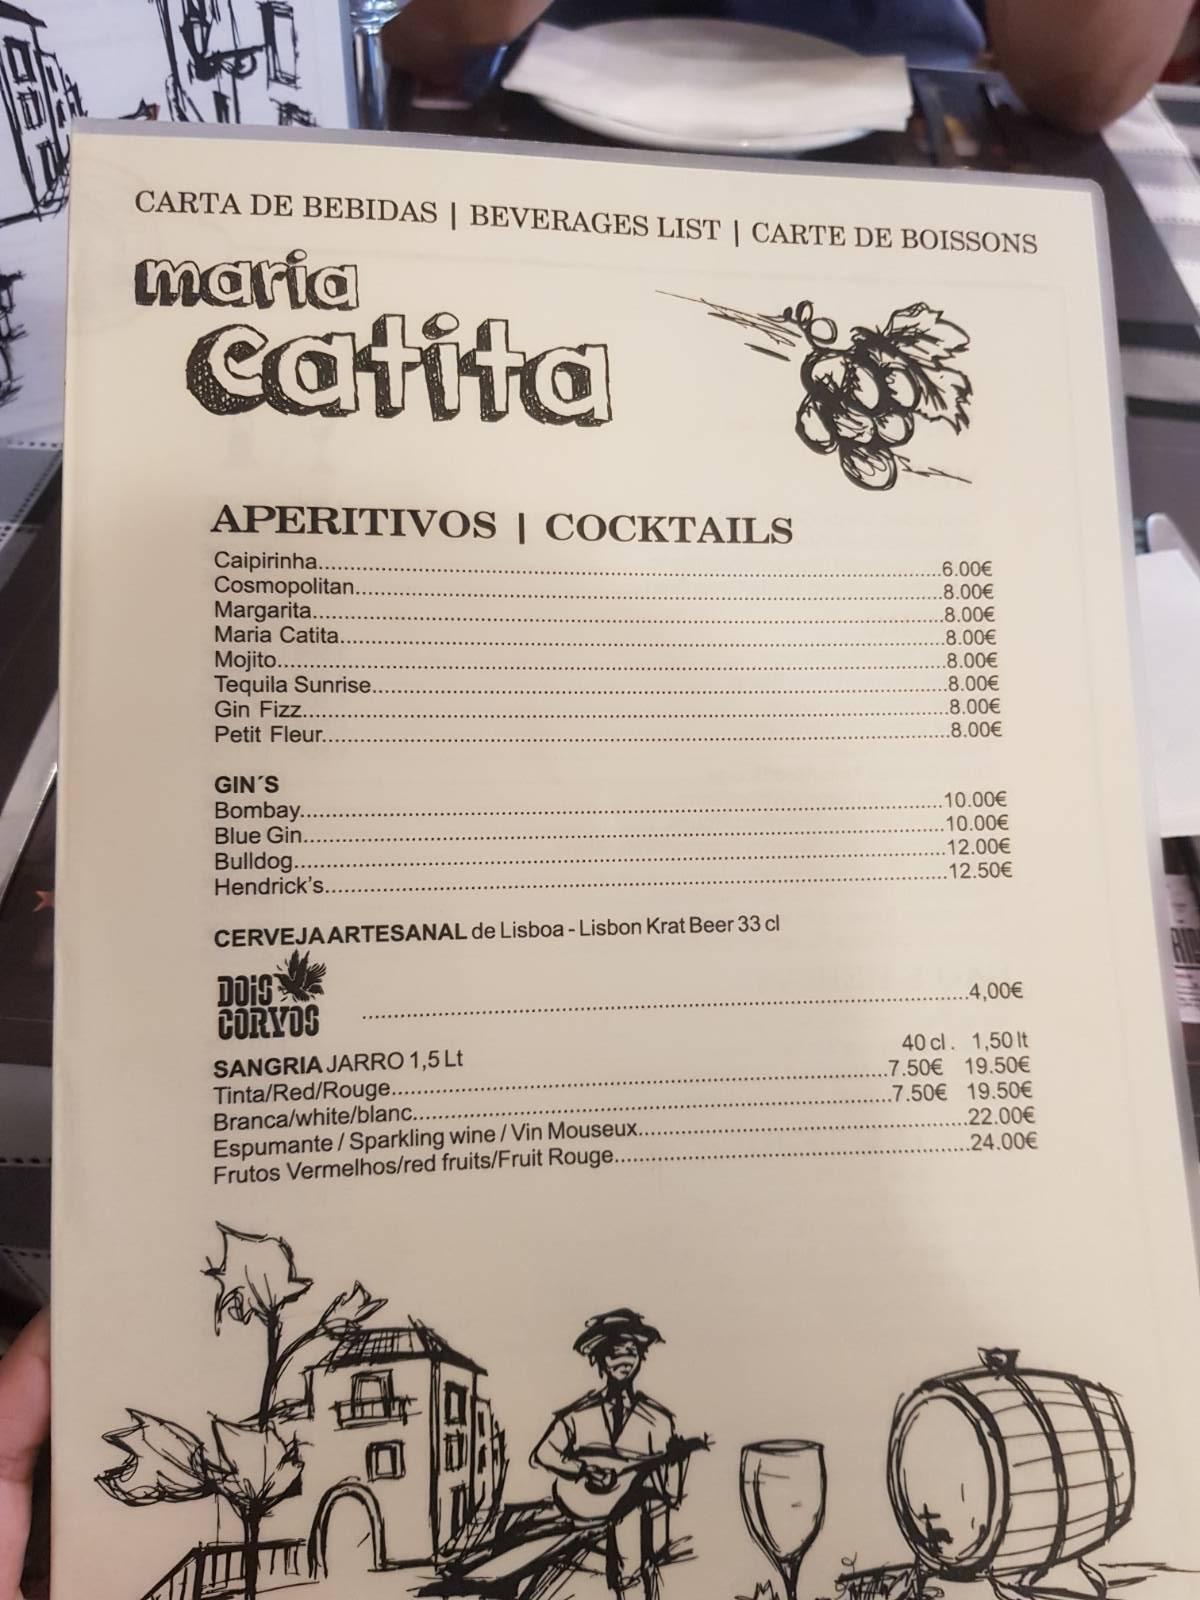 CARTA DE BEBIDAS | BEVERAGES LIST | CARTE DE BOISSONS
maria
catita
APERITIVOS | COCKTAILS
Caipirinha..........6.00€
Cosmopolitan..........8.00€
Margarita..........8.00€
Maria Catita..........8.00€
Mojito..........8.00€
Tequila Sunrise..........8.00€
Gin Fizz..........8.00€
Petit Fleur..........8.00€
GIN´S
Bombay..........10.00€
Blue Gin..........10.00€
Bulldog..........12.00€
Hendrick's..........12.50€
CERVEJA ARTESANAL de Lisboa - Lisbon Krat Beer 33 cl
DOIS
CORVOS
..........4,00€
SANGRIA JARRO 1,5 Lt 40 cl . 1,50 lt
Tinta/Red/Rouge..........7.50€ 19.50€
Branca/white/blanc..........7.50€ 19.50€
Espumante / Sparkling wine / Vin Mouseux..........22.00€
Frutos Vermelhos/red fruits/Fruit Rouge..........24.00€